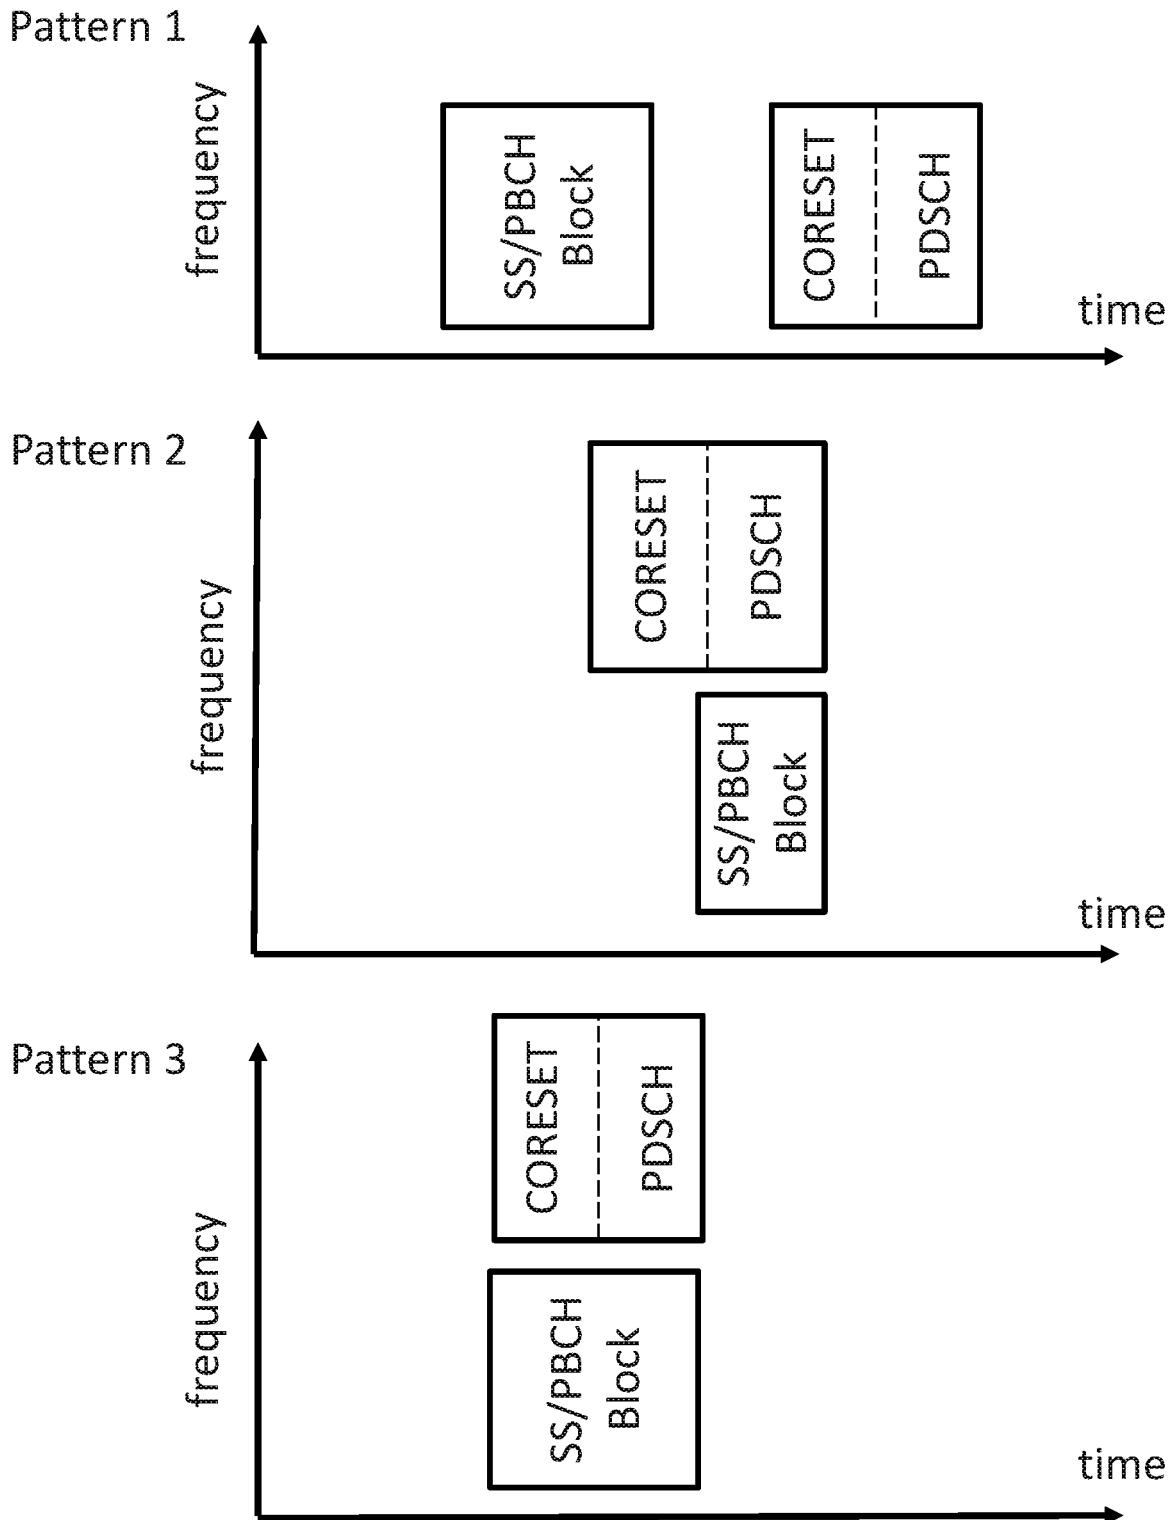 Pattern 1
frequency
SS/PBCH
Block
CORESET
PDSCH
time
Pattern 2
frequency
CORESET
PDSCH
SS/PBCH
Block
time
Pattern 3
frequency
CORESET
PDSCH
SS/PBCH
Block
time